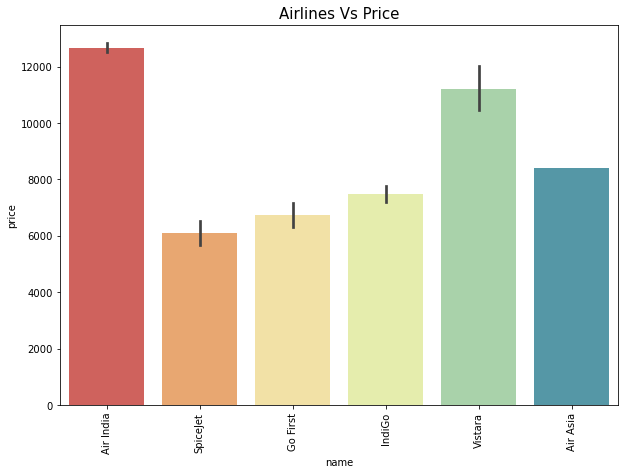 Airlines Vs Price
price
12000
10000
8000
6000
4000
2000
0
Air India
SpiceJet
Go First
IndiGo
Vistara
Air Asia
name